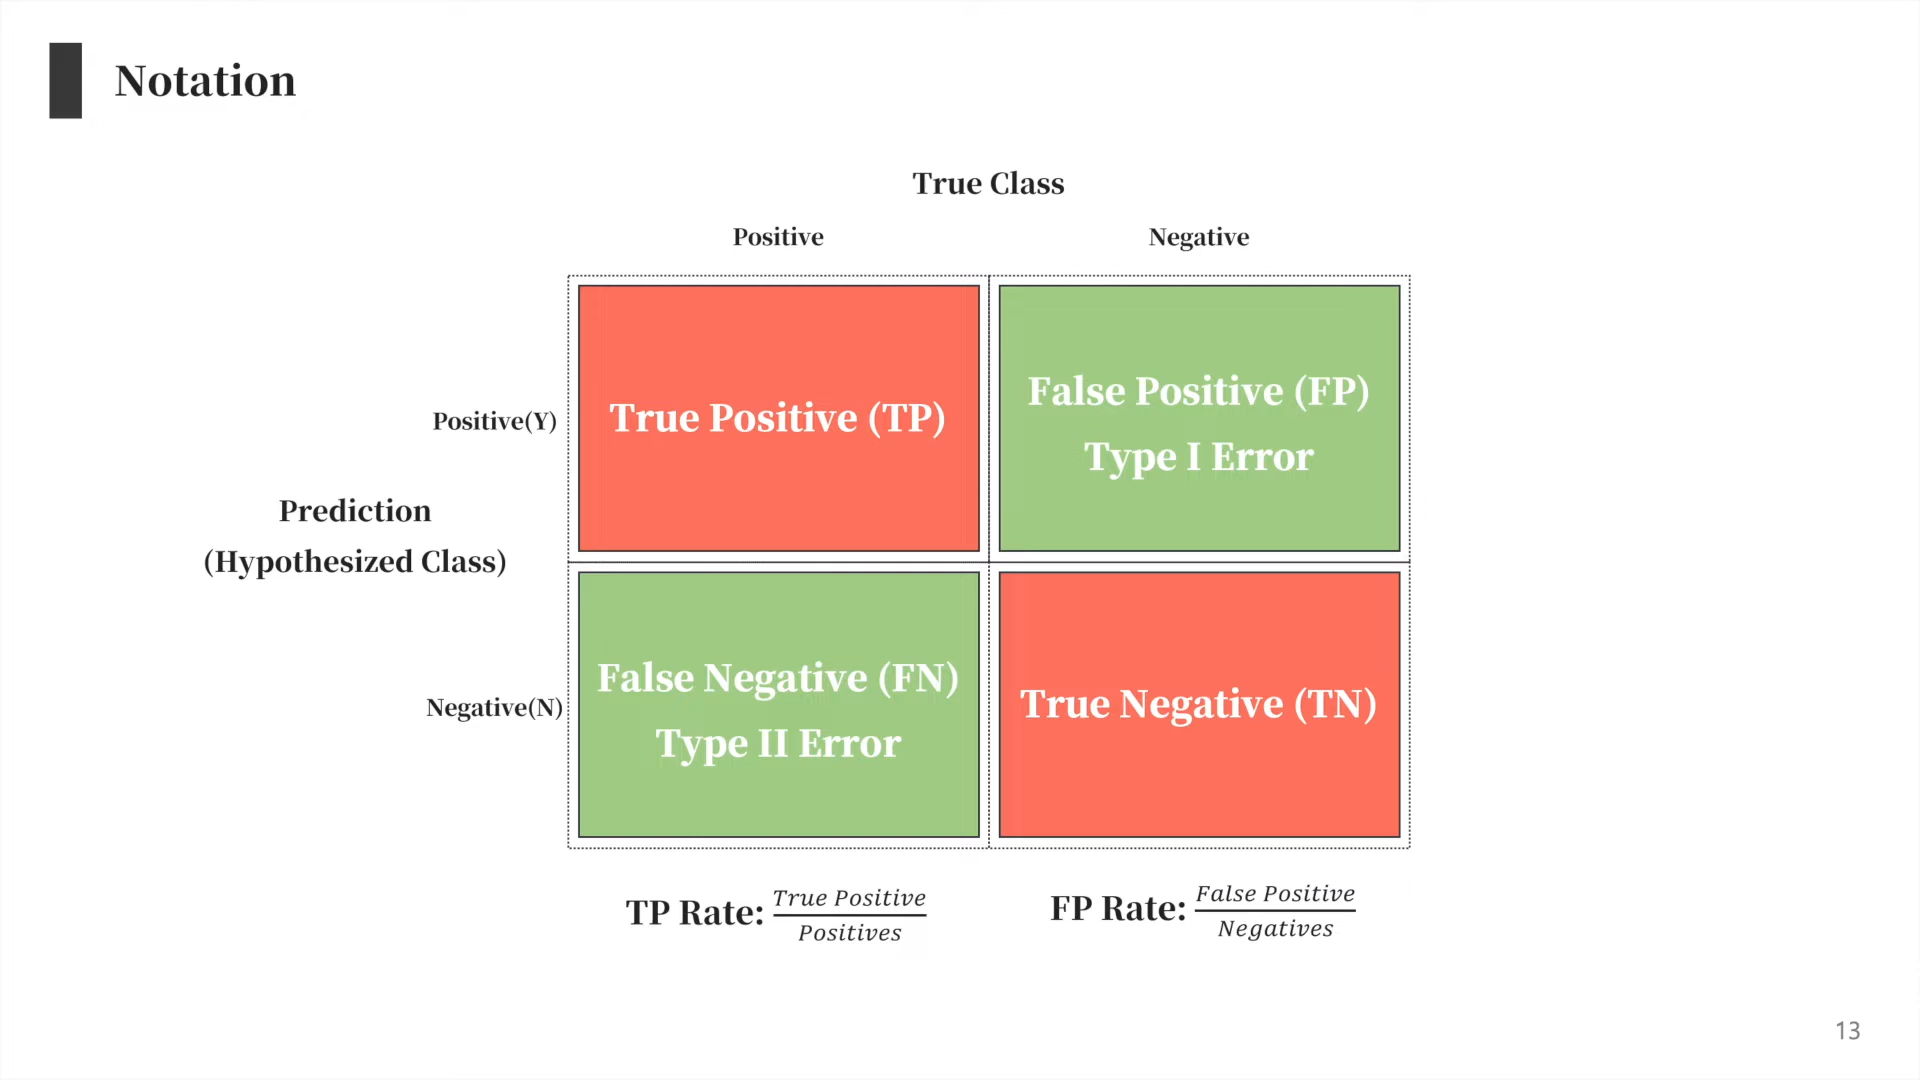 Notation
True Class
Positive
Negative
Positive(Y)
True Positive (TP)
False Positive (FP)
Type I Error
Prediction
(Hypothesized Class)
Negative(N)
False Negative (FN)
Type II Error
True Negative (TN)
TP Rate: True Positive
Positives
FP Rate: False Positive
Negatives
13